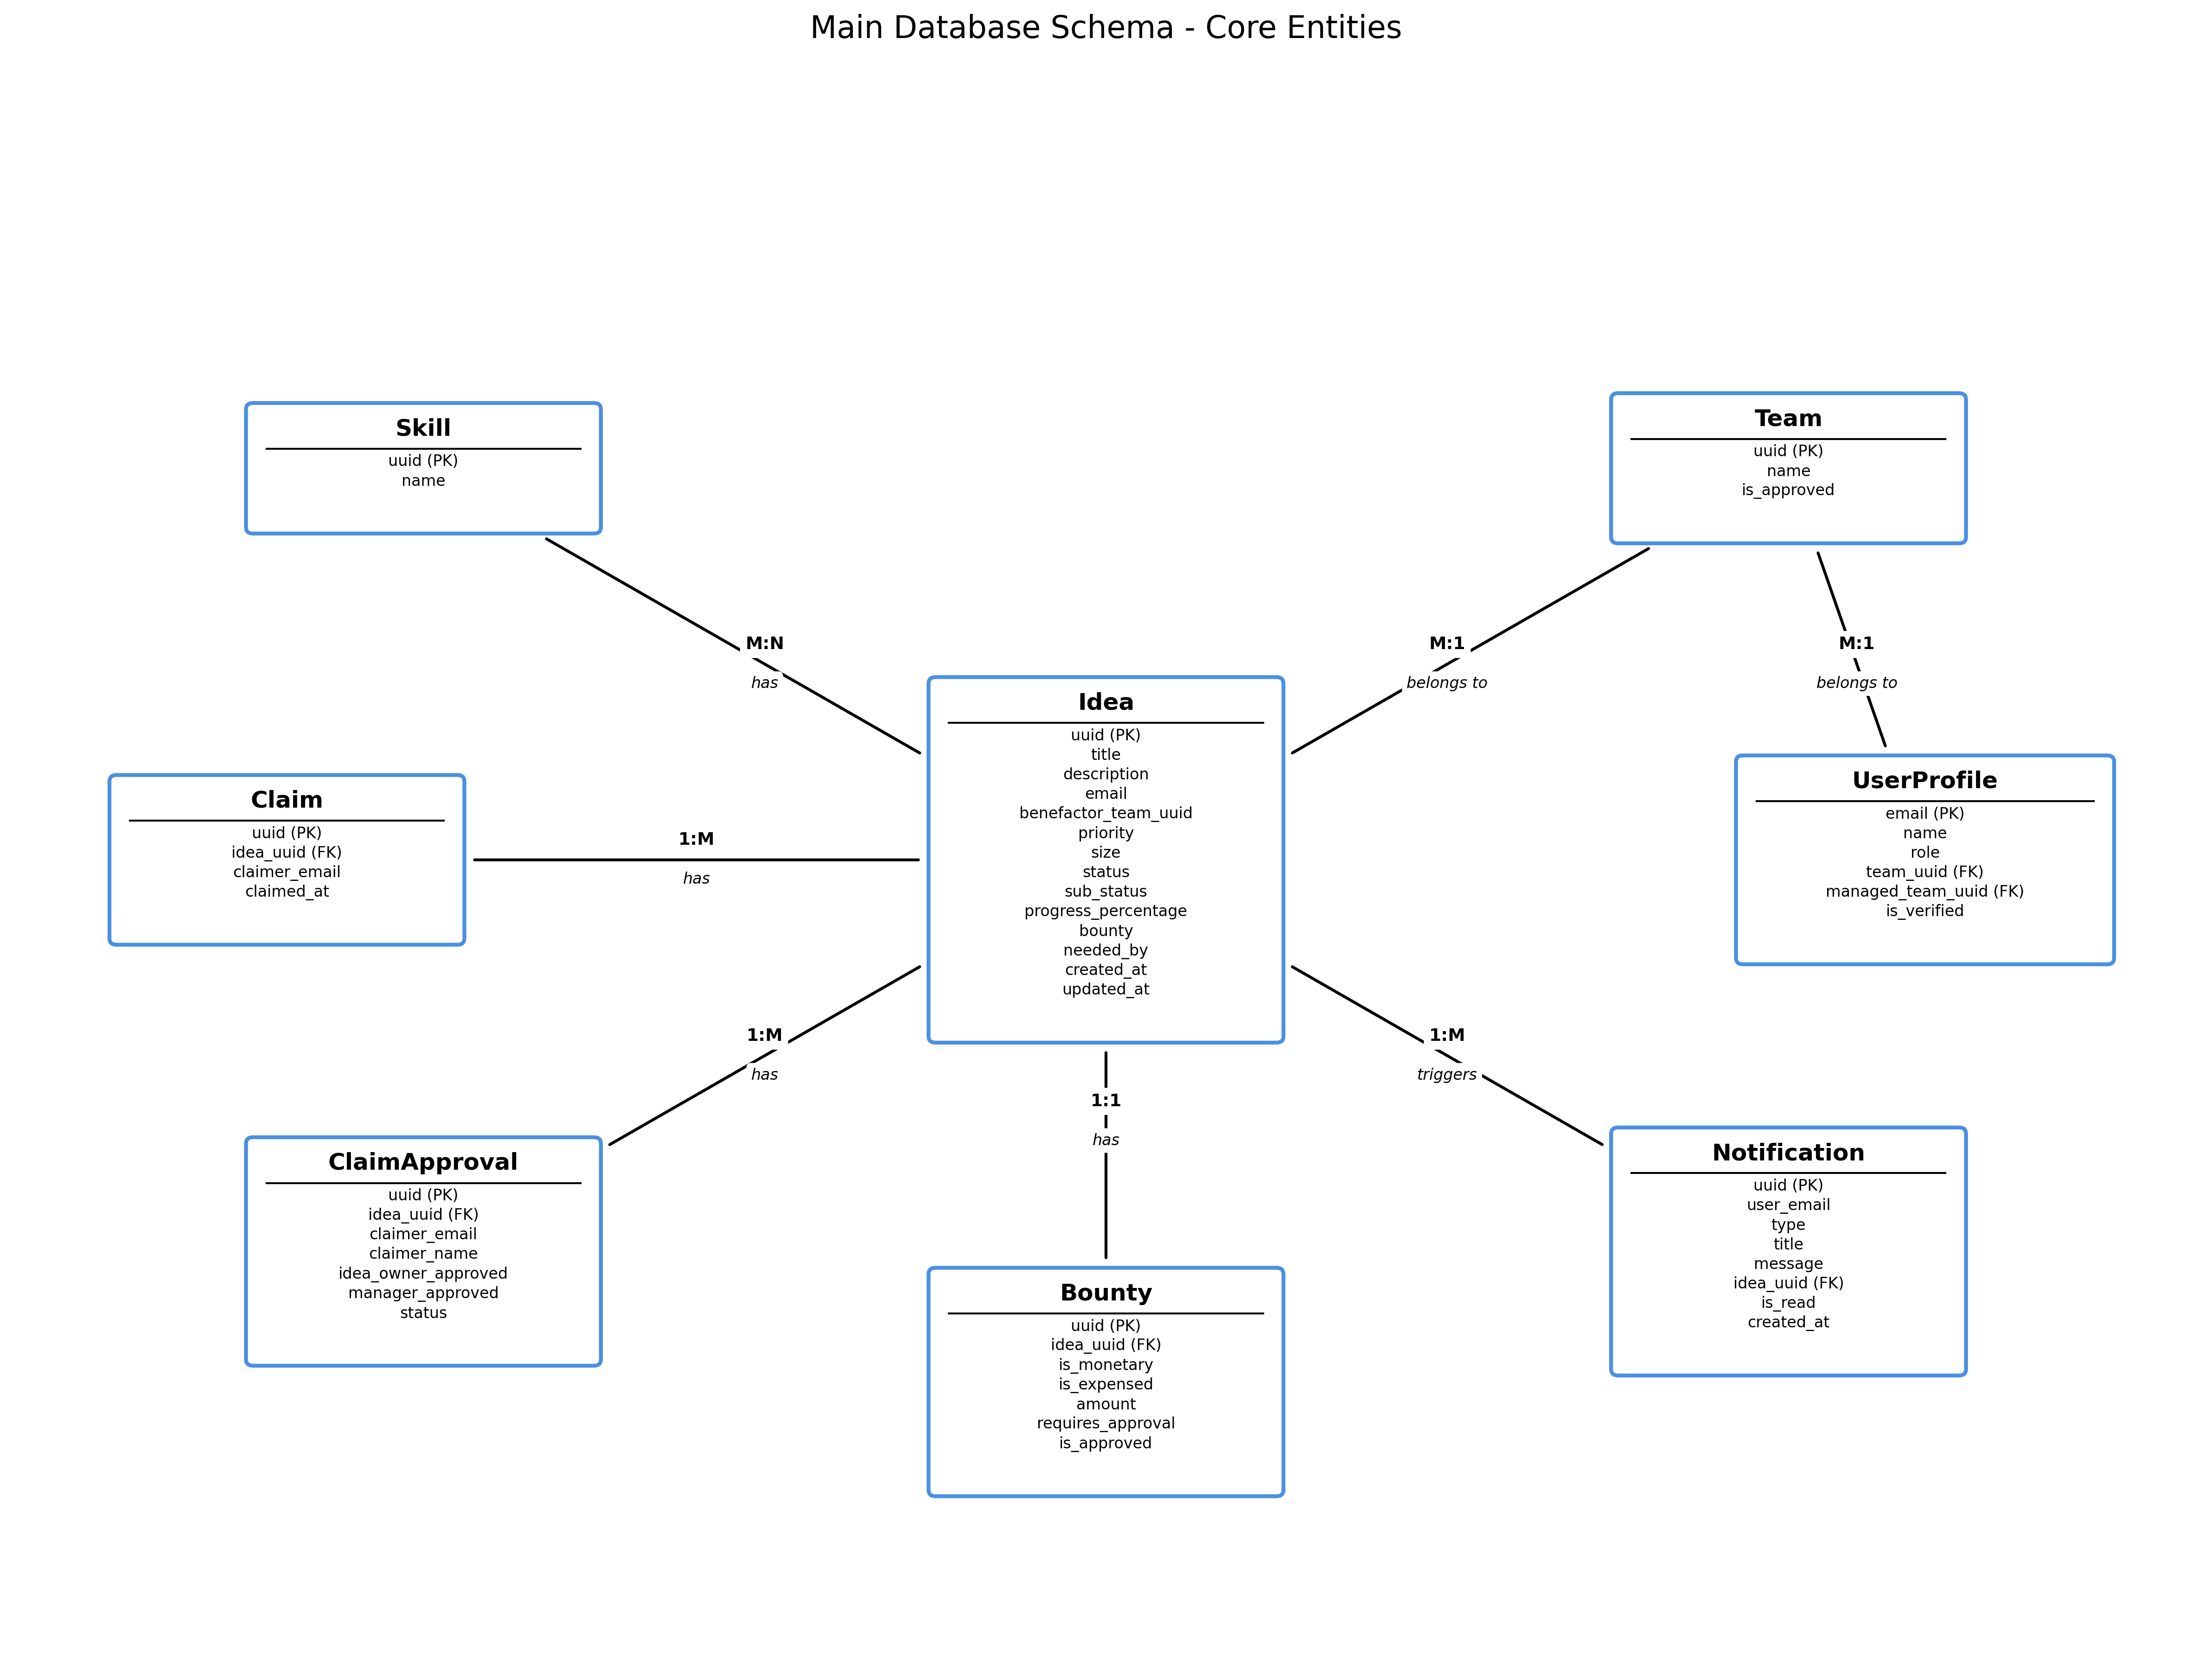 Main Database Schema - Core Entities
Skill
uuid (PK)
name
Team
uuid (PK)
name
is_approved
M:N
has
M:1
belongs to
M:1
belongs to
Idea
uuid (PK)
title
description
email
benefactor_team_uuid
priority
size
status
sub_status
progress_percentage
bounty
needed_by
created_at
updated_at
Claim
uuid (PK)
idea_uuid (FK)
claimer_email
claimed_at
1:M
has
UserProfile
email (PK)
name
role
team_uuid (FK)
managed_team_uuid (FK)
is_verified
1:M
has
1:1
has
1:M
triggers
ClaimApproval
uuid (PK)
idea_uuid (FK)
claimer_email
claimer_name
idea_owner_approved
manager_approved
status
Bounty
uuid (PK)
idea_uuid (FK)
is_monetary
is_expensed
amount
requires_approval
is_approved
Notification
uuid (PK)
user_email
type
title
message
idea_uuid (FK)
is_read
created_at